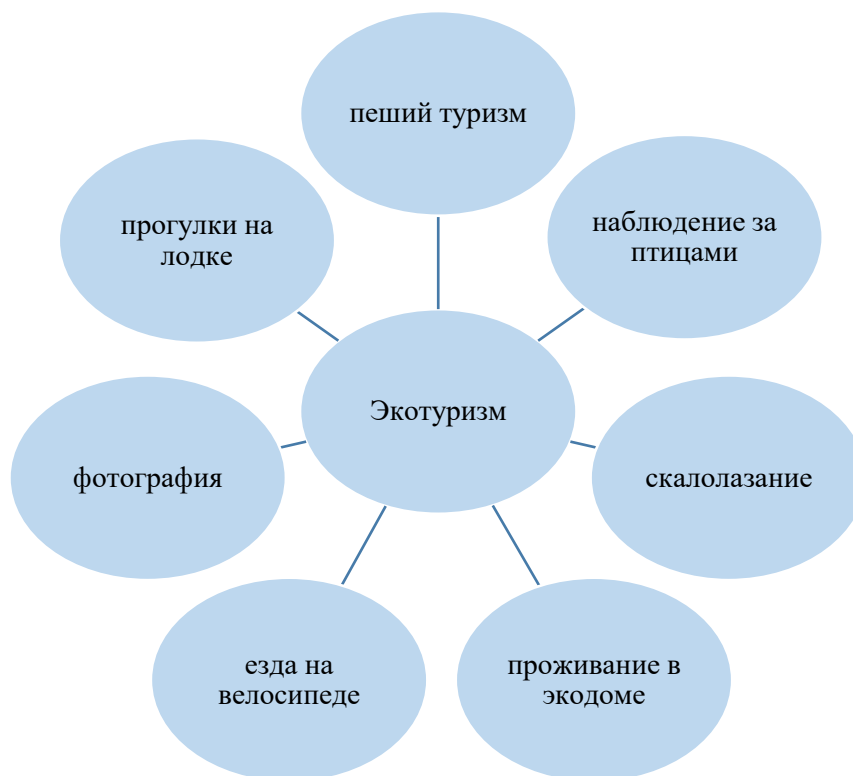 пеший туризм
наблюдение за
птицами
скалолазание
проживание в
экодоме
езда на
велосипеде
фотография
прогулки на
лодке
Экотуризм